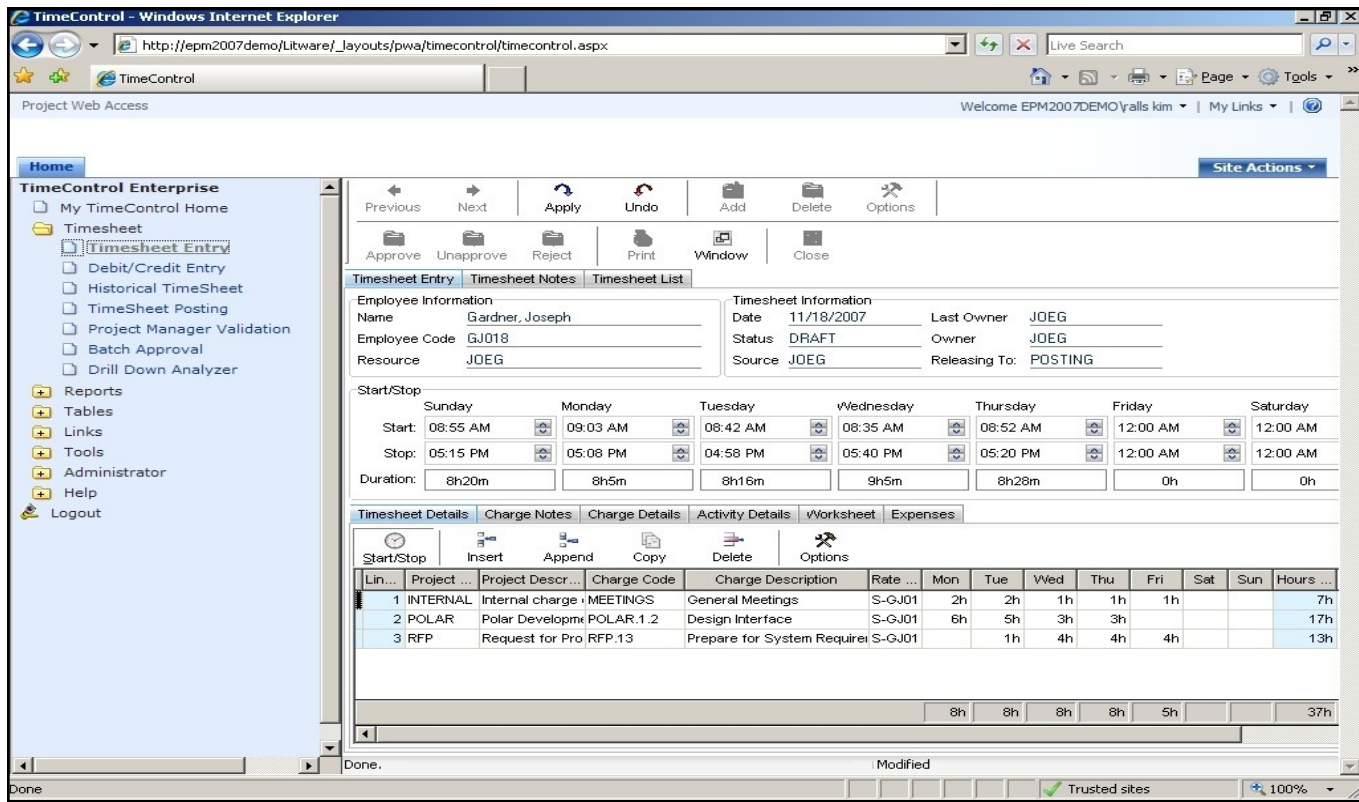 TimeControl - Windows Internet Explorer
http://epm2007demo/Litware/_layouts/pwa/timecontrol/timecontrol.aspx
Live Search
TimeControl
Page
Tools
»
Project Web Access
Welcome EPM2007DEMO\ralls kim
| My Links |
Home
Site Actions
TimeControl Enterprise
My TimeControl Home
Timesheet
Timesheet Entry
Debit/Credit Entry
Historical TimeSheet
TimeSheet Posting
Project Manager Validation
Batch Approval
Drill Down Analyzer
Reports
Tables
Links
Tools
Administrator
Help
Logout
Previous Next Apply Undo Add Delete Options
Approve Unapprove Reject Print Window Close
Timesheet Entry Timesheet Notes Timesheet List
Employee Information
Name Gardner, Joseph
Employee Code GJ018
Resource JOEG
Timesheet Information
Date 11/18/2007 Last Owner JOEG
Status DRAFT Owner JOEG
Source JOEG Releasing To: POSTING
Start/Stop
Sunday Monday Tuesday Wednesday Thursday Friday Saturday
Start: 08:55 AM 09:03 AM 08:42 AM 08:35 AM 08:52 AM 12:00 AM 12:00 AM
Stop: 05:15 PM 05:08 PM 04:58 PM 05:40 PM 05:20 PM 12:00 AM 12:00 AM
Duration: 8h20m 8h5m 8h16m 9h5m 8h28m 0h 0h
Timesheet Details Charge Notes Charge Details Activity Details Worksheet Expenses
Start/Stop Insert Append Copy Delete Options
Lin... Project ... Project Descr... Charge Code Charge Description Rate ... Mon Tue Wed Thu Fri Sat Sun Hours ...
1 INTERNAL Internal charge MEETINGS General Meetings S-GJ01 2h 2h 1h 1h 1h 7h
2 POLAR Polar Developme POLAR.1.2 Design Interface S-GJ01 6h 5h 3h 3h 17h
3 RFP Request for Pro RFP.13 Prepare for System Requirei S-GJ01 1h 4h 4h 4h 13h
8h 8h 8h 8h 5h 37h
Done. Modified
Done Trusted sites 100%